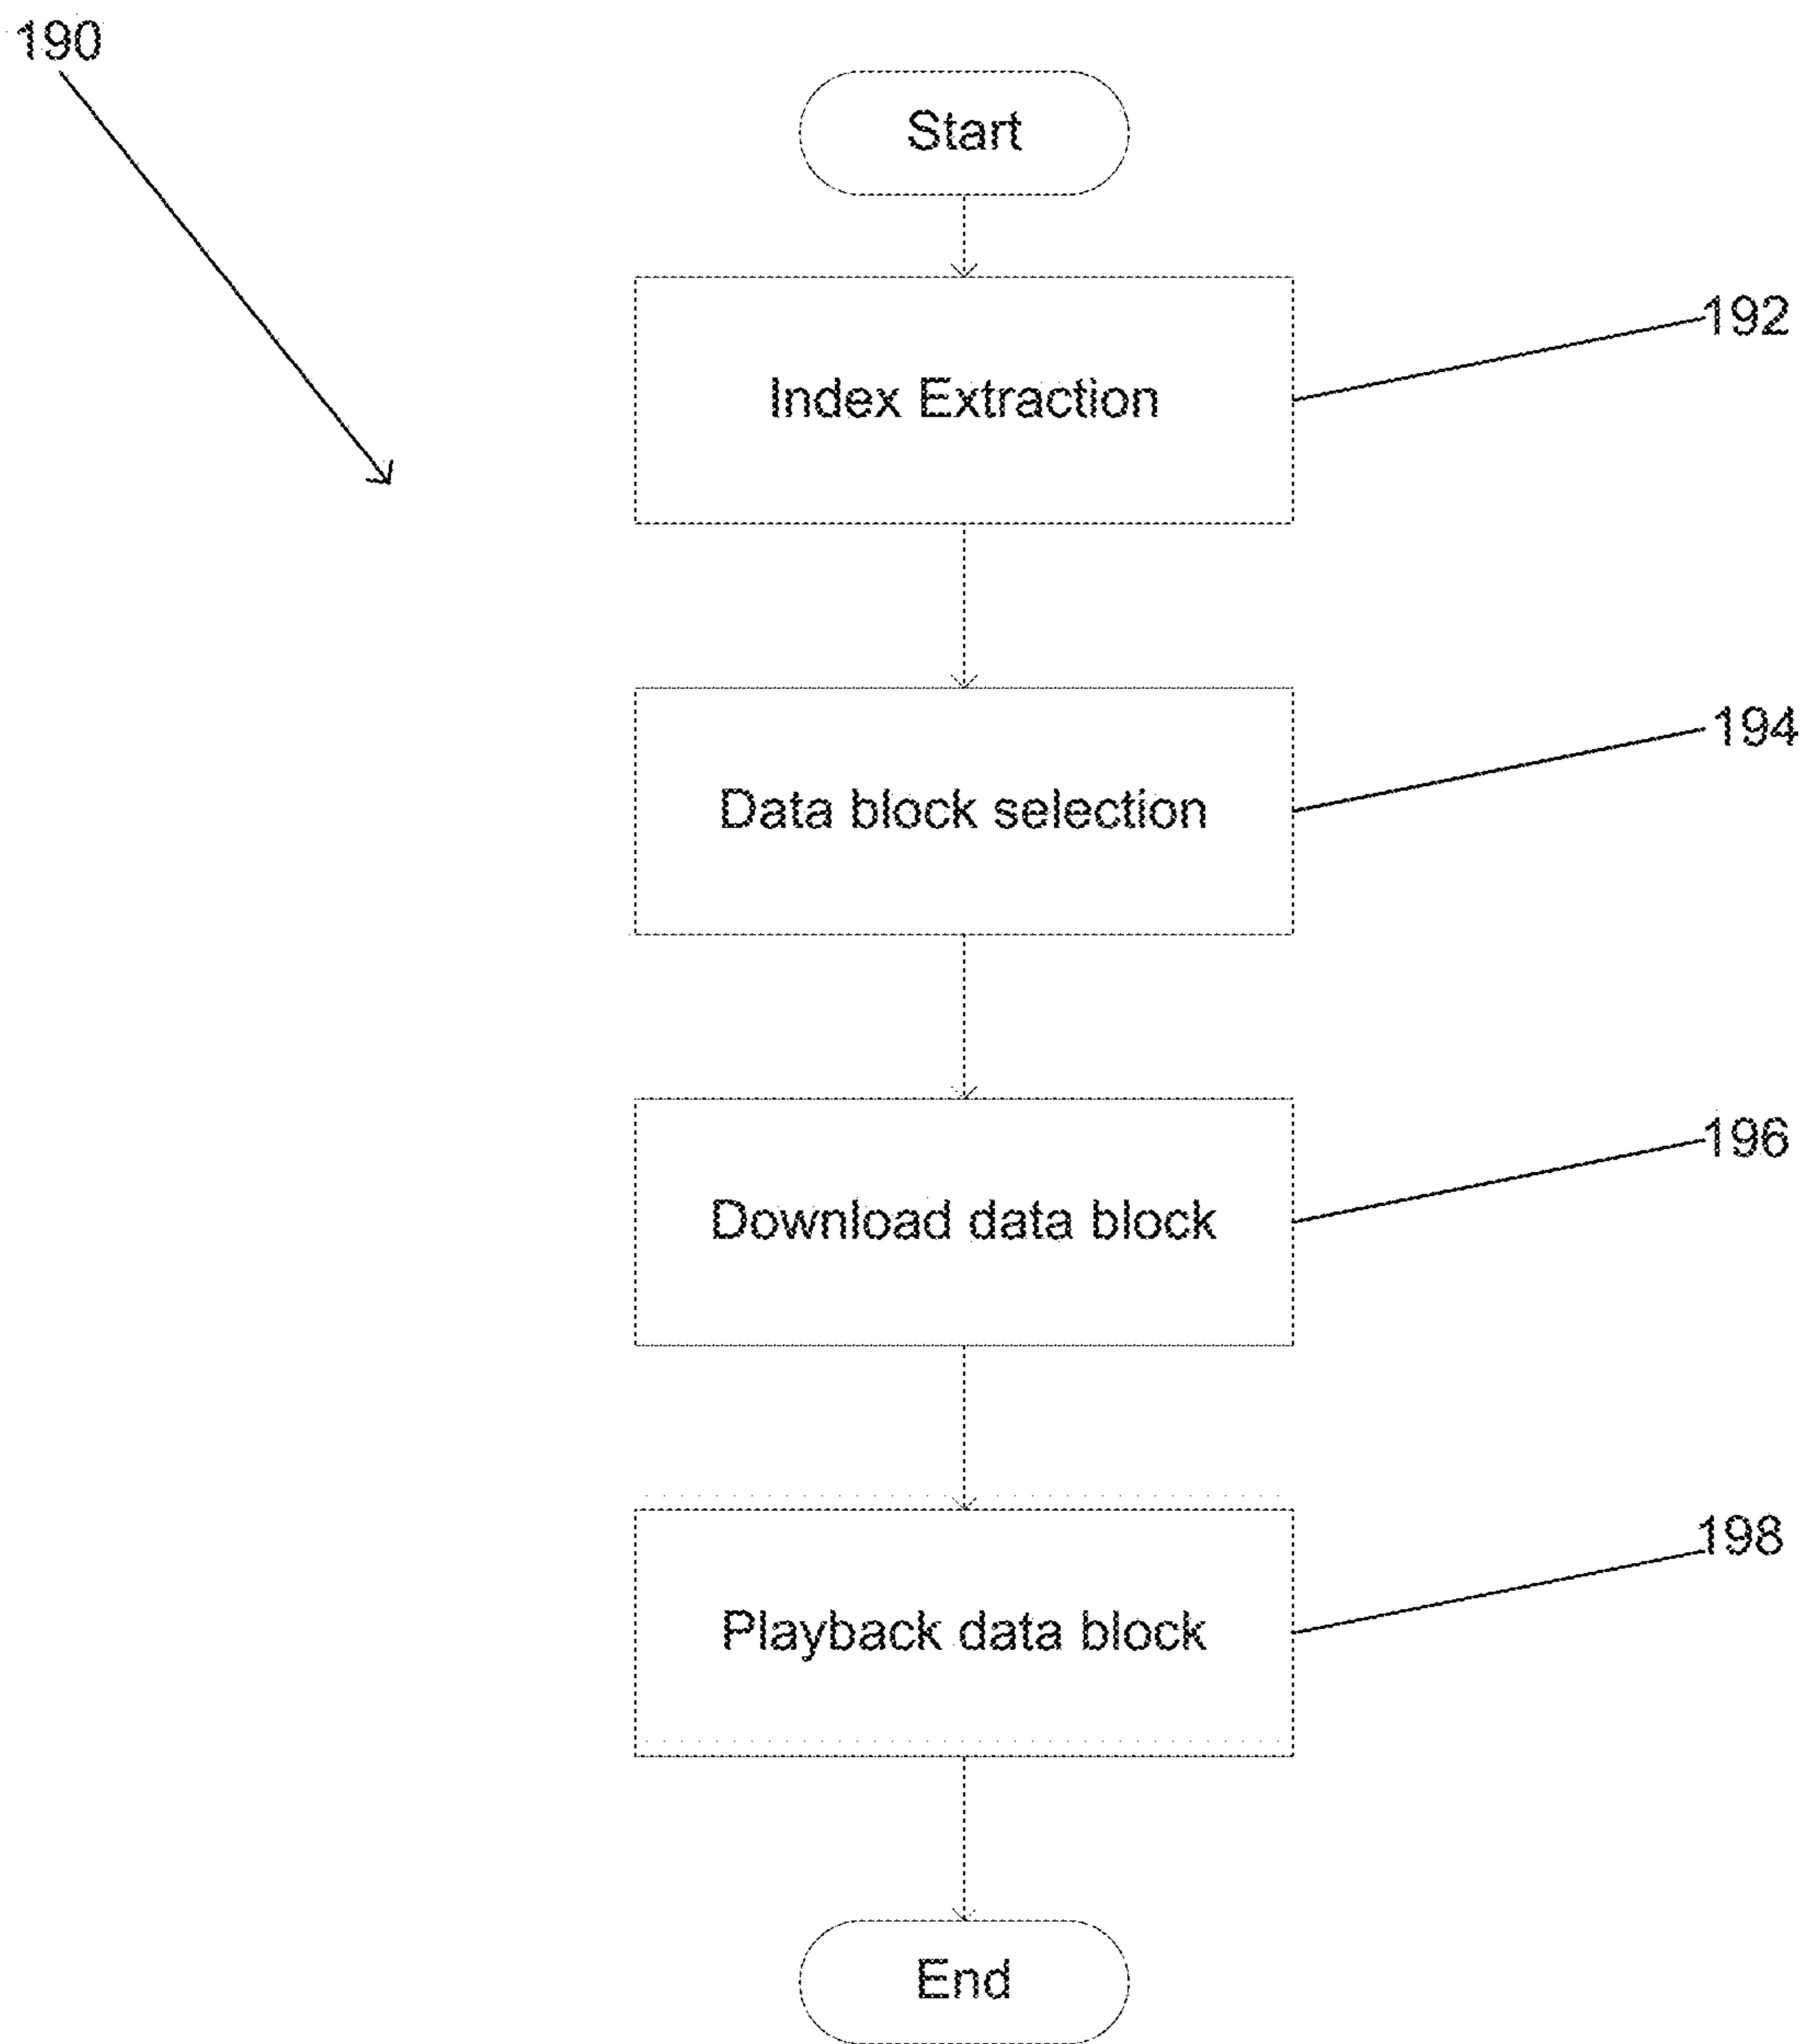 190
Start
192
Index Extraction
194
Data block selection
196
Download data block
198
Playback data block
End